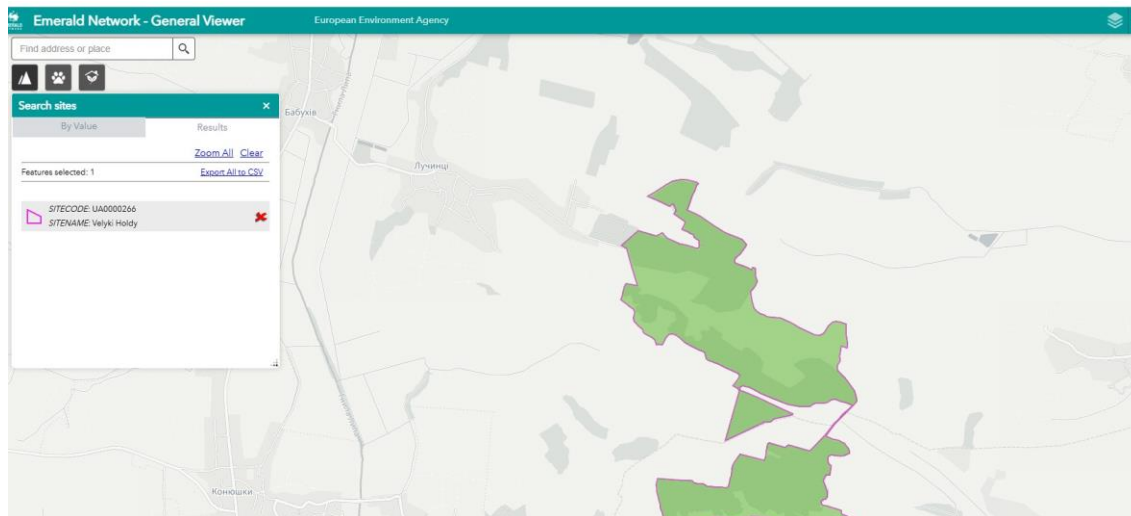 Emerald Network - General Viewer
European Environment Agency
Find address or place
Search sites
By Value
Results
Zoom All Clear
Features selected: 1
Export All to CSV
SITECODE: UA0000266
SITENAME: Velyki Holdy
Бабухів
Лучинці
Конюшки